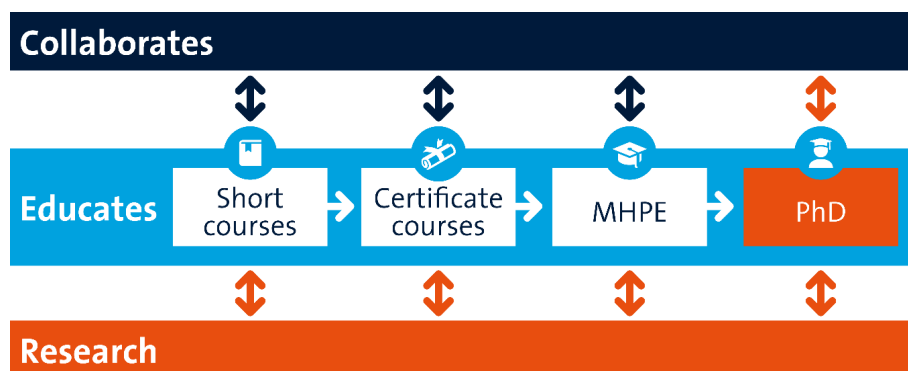 Collaborates
Educates
Short
courses
Certificate
courses
MHPE
PhD
Research